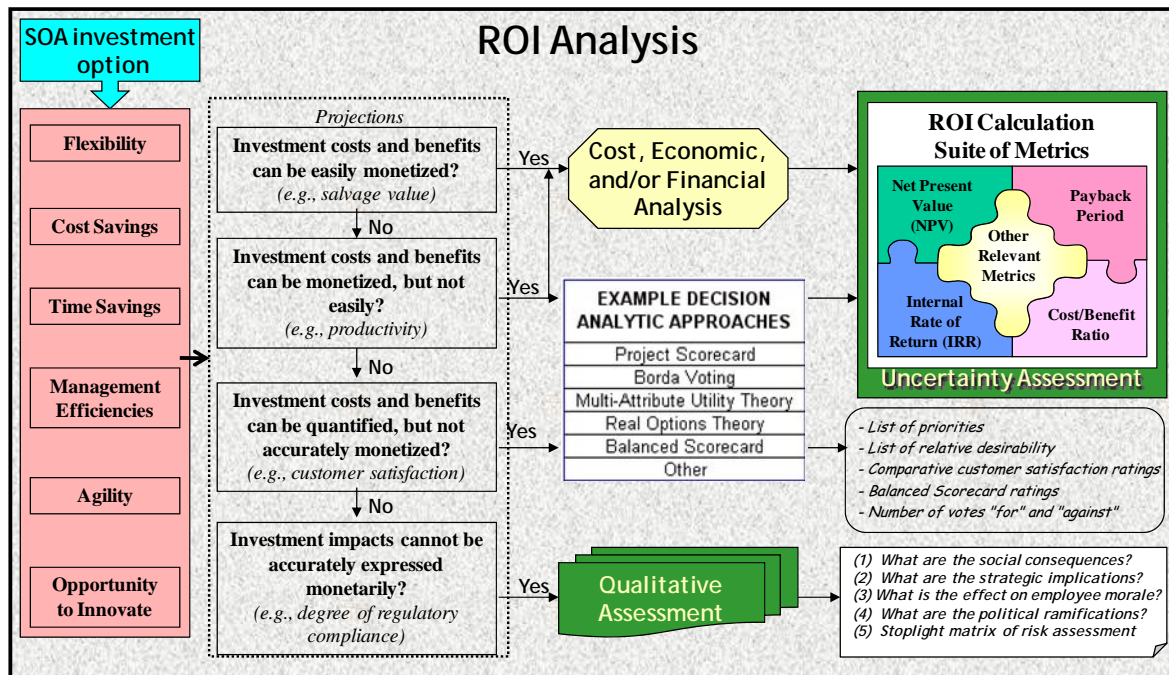 SOA investment
option
ROI Analysis
Flexibility
Cost Savings
Time Savings
Management
Efficiencies
Agility
Opportunity
to Innovate
Projections
Investment costs and benefits
can be easily monetized?
(e.g., salvage value)
Yes
No
Investment costs and benefits
can be monetized, but not
easily?
(e.g., productivity)
Yes
No
Investment costs and benefits
can be quantified, but not
accurately monetized?
(e.g., customer satisfaction)
Yes
No
Investment impacts cannot be
accurately expressed
monetarily?
(e.g., degree of regulatory
compliance)
Yes
Cost, Economic,
and/or Financial
Analysis
EXAMPLE DECISION
ANALYTIC APPROACHES
Project Scorecard
Borda Voting
Multi-Attribute Utility Theory
Real Options Theory
Balanced Scorecard
Other
Qualitative
Assessment
ROI Calculation
Suite of Metrics
Net Present
Value
(NPV)
Payback
Period
Other
Relevant
Metrics
Internal
Rate of
Return (IRR)
Cost/Benefit
Ratio
Uncertainty Assessment
- List of priorities
- List of relative desirability
- Comparative customer satisfaction ratings
- Balanced Scorecard ratings
- Number of votes "for" and "against"
(1) What are the social consequences?
(2) What are the strategic implications?
(3) What is the effect on employee morale?
(4) What are the political ramifications?
(5) Stoplight matrix of risk assessment